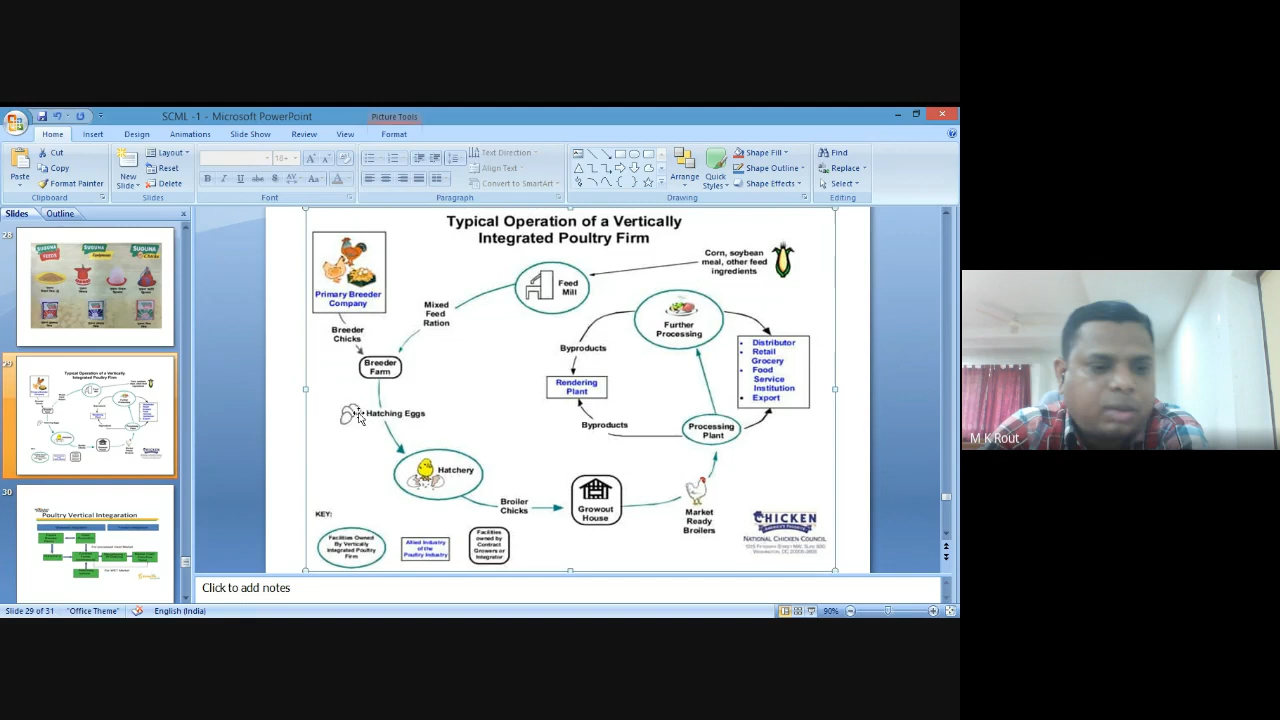 SCML -1 - Microsoft PowerPoint
Picture Tools
Home
Insert
Design
Animations
Slide Show
Review
View
Format
Cut
Copy
Format Painter
Paste
Clipboard
New
Slide
Layout
Reset
Delete
Slides
18
Font
Text Direction
Align Text
Convert to SmartArt
Paragraph
Arrange
Quick
Styles
Shape Fill
Shape Outline
Shape Effects
Drawing
Find
Replace
Select
Editing
Slides
Outline
28
29
30
Poultry Vertical Integaration
Typical Operation of a Vertically
Integrated Poultry Firm
Primary Breeder
Company
Breeder
Chicks
Breeder
Farm
Mixed
Feed
Ration
Feed
Mill
Corn, soybean
meal, other feed
ingredients
Further
Processing
Byproducts
Rendering
Plant
Byproducts
Distributor
Retail
Grocery
Food
Service
Institution
Export
Processing
Plant
Hatching Eggs
Hatchery
Broiler
Chicks
Growout
House
Market
Ready
Broilers
KEY:
Facilities Owned
By Vertically
Integrated Poultry
Firm
Allied Industry
of the
Poultry Industry
Facilities
owned by
Contract
Growers or
Integrator
CHICKEN
NATIONAL CHICKEN COUNCIL
Click to add notes
Slide 29 of 31
"Office Theme"
English (India)
90%
M K Rout